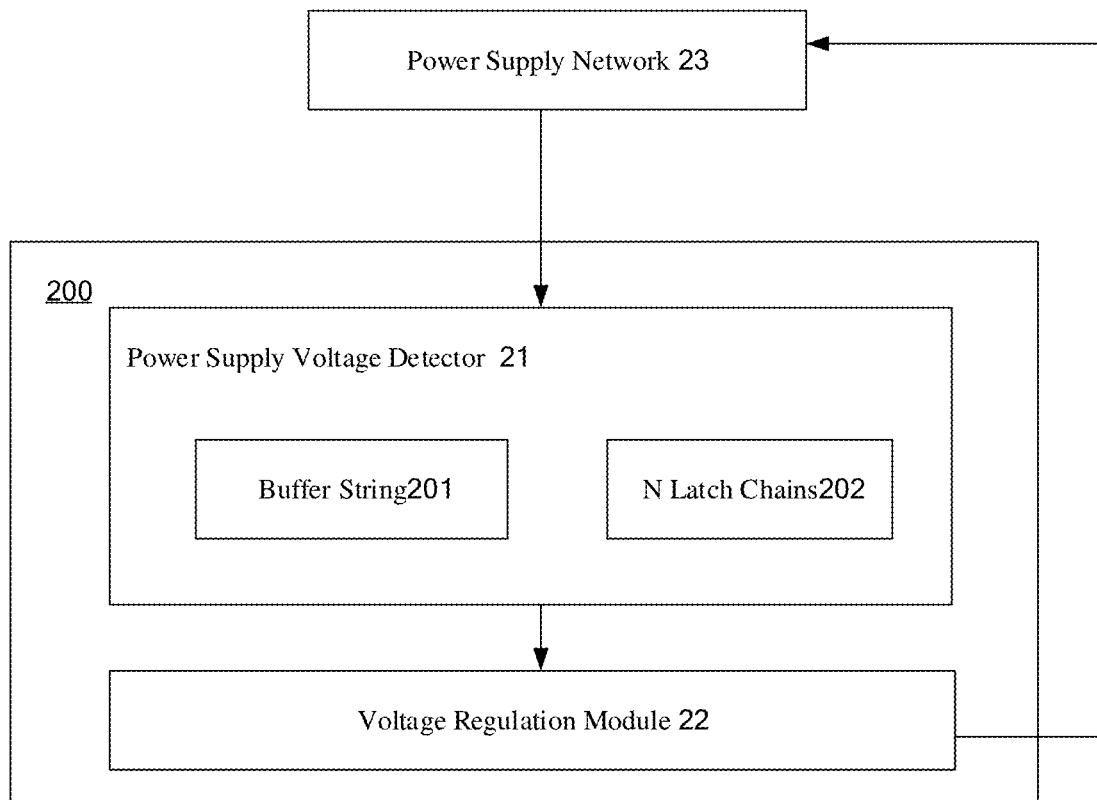 Power Supply Network 23
200
Power Supply Voltage Detector 21
Buffer String201
N Latch Chains202
Voltage Regulation Module 22